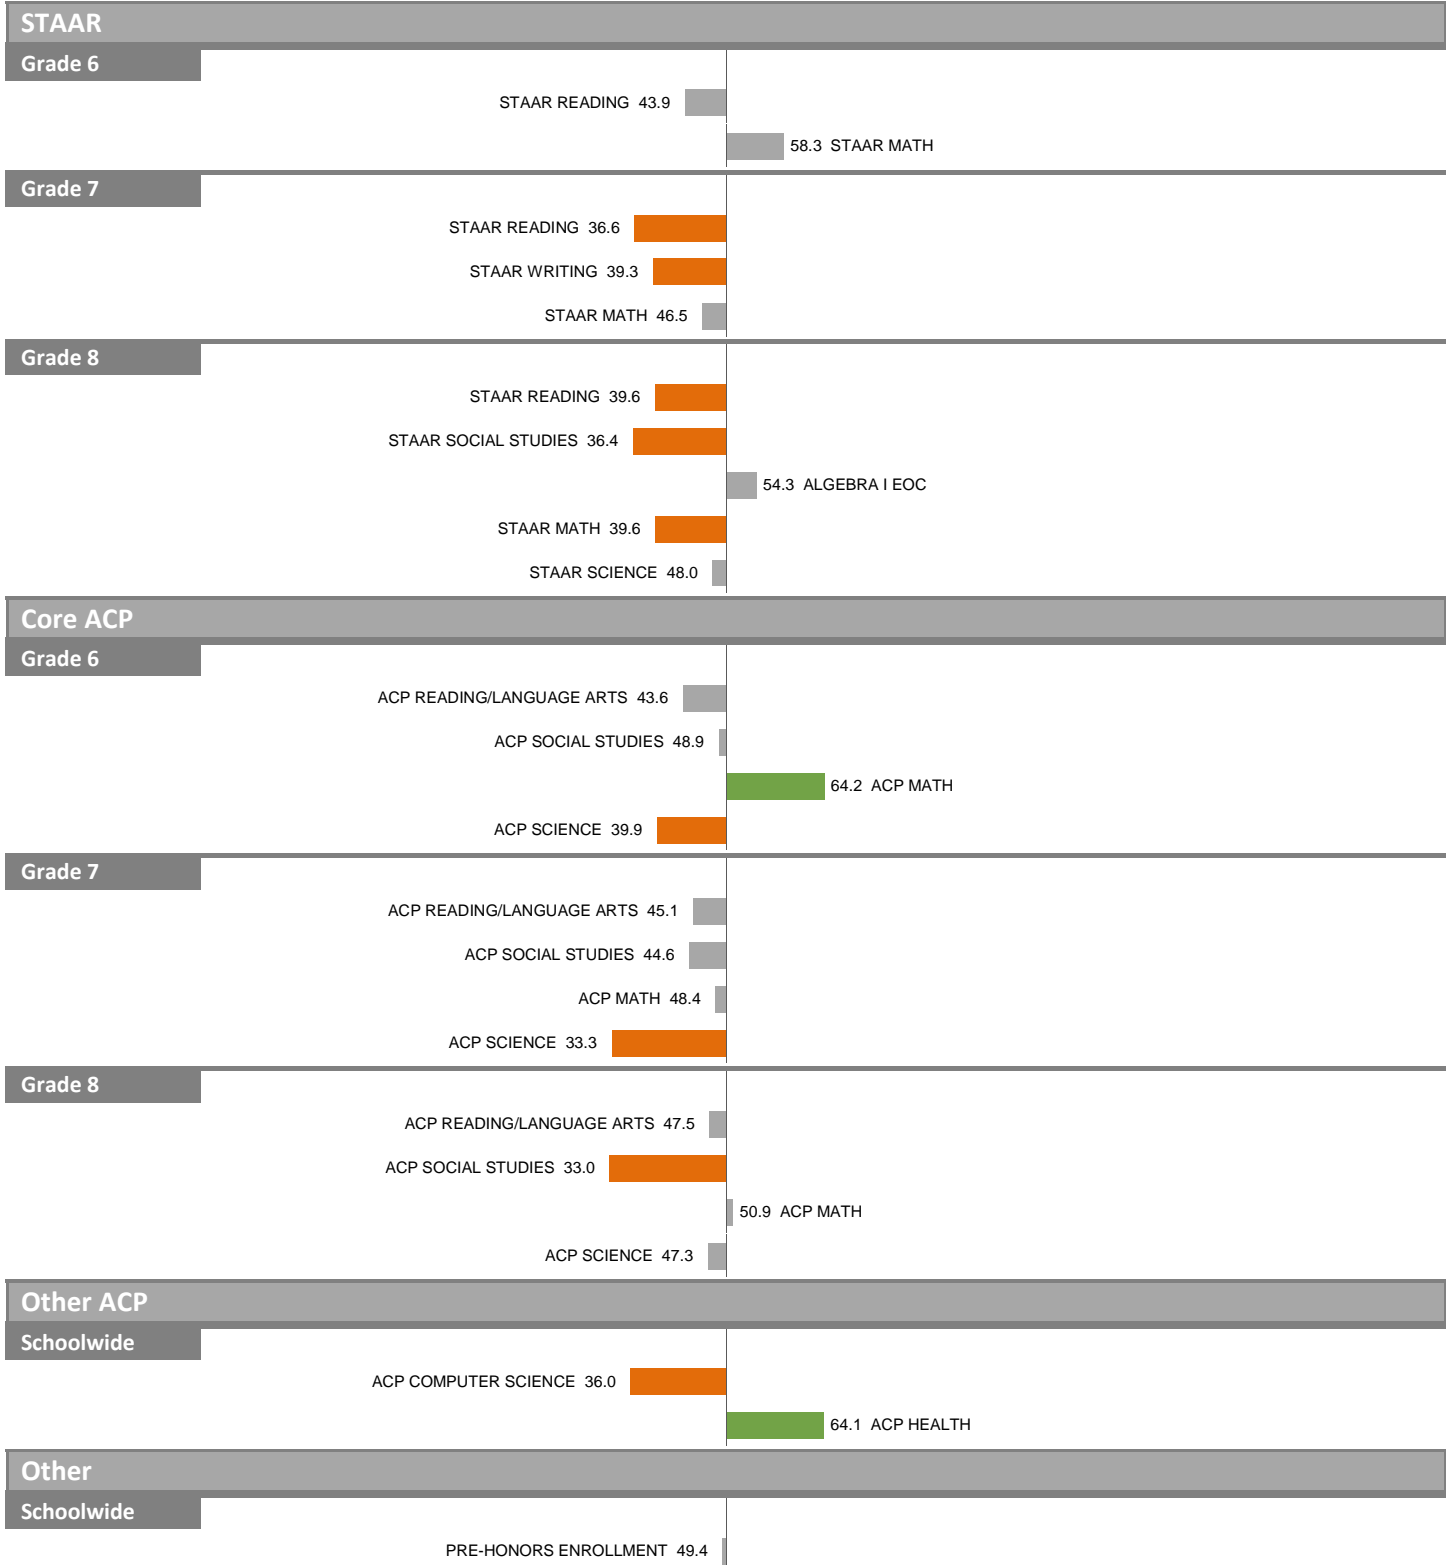 STAAR
Grade 6
STAAR READING 43.9
58.3 STAAR MATH
Grade 7
STAAR READING 36.6
STAAR WRITING 39.3
STAAR MATH 46.5
Grade 8
STAAR READING 39.6
STAAR SOCIAL STUDIES 36.4
54.3 ALGEBRA I EOC
STAAR MATH 39.6
STAAR SCIENCE 48.0
Core ACP
Grade 6
ACP READING/LANGUAGE ARTS 43.6
ACP SOCIAL STUDIES 48.9
64.2 ACP MATH
ACP SCIENCE 39.9
Grade 7
ACP READING/LANGUAGE ARTS 45.1
ACP SOCIAL STUDIES 44.6
ACP MATH 48.4
ACP SCIENCE 33.3
Grade 8
ACP READING/LANGUAGE ARTS 47.5
ACP SOCIAL STUDIES 33.0
50.9 ACP MATH
ACP SCIENCE 47.3
Other ACP
Schoolwide
ACP COMPUTER SCIENCE 36.0
64.1 ACP HEALTH
Other
Schoolwide
PRE-HONORS ENROLLMENT 49.4